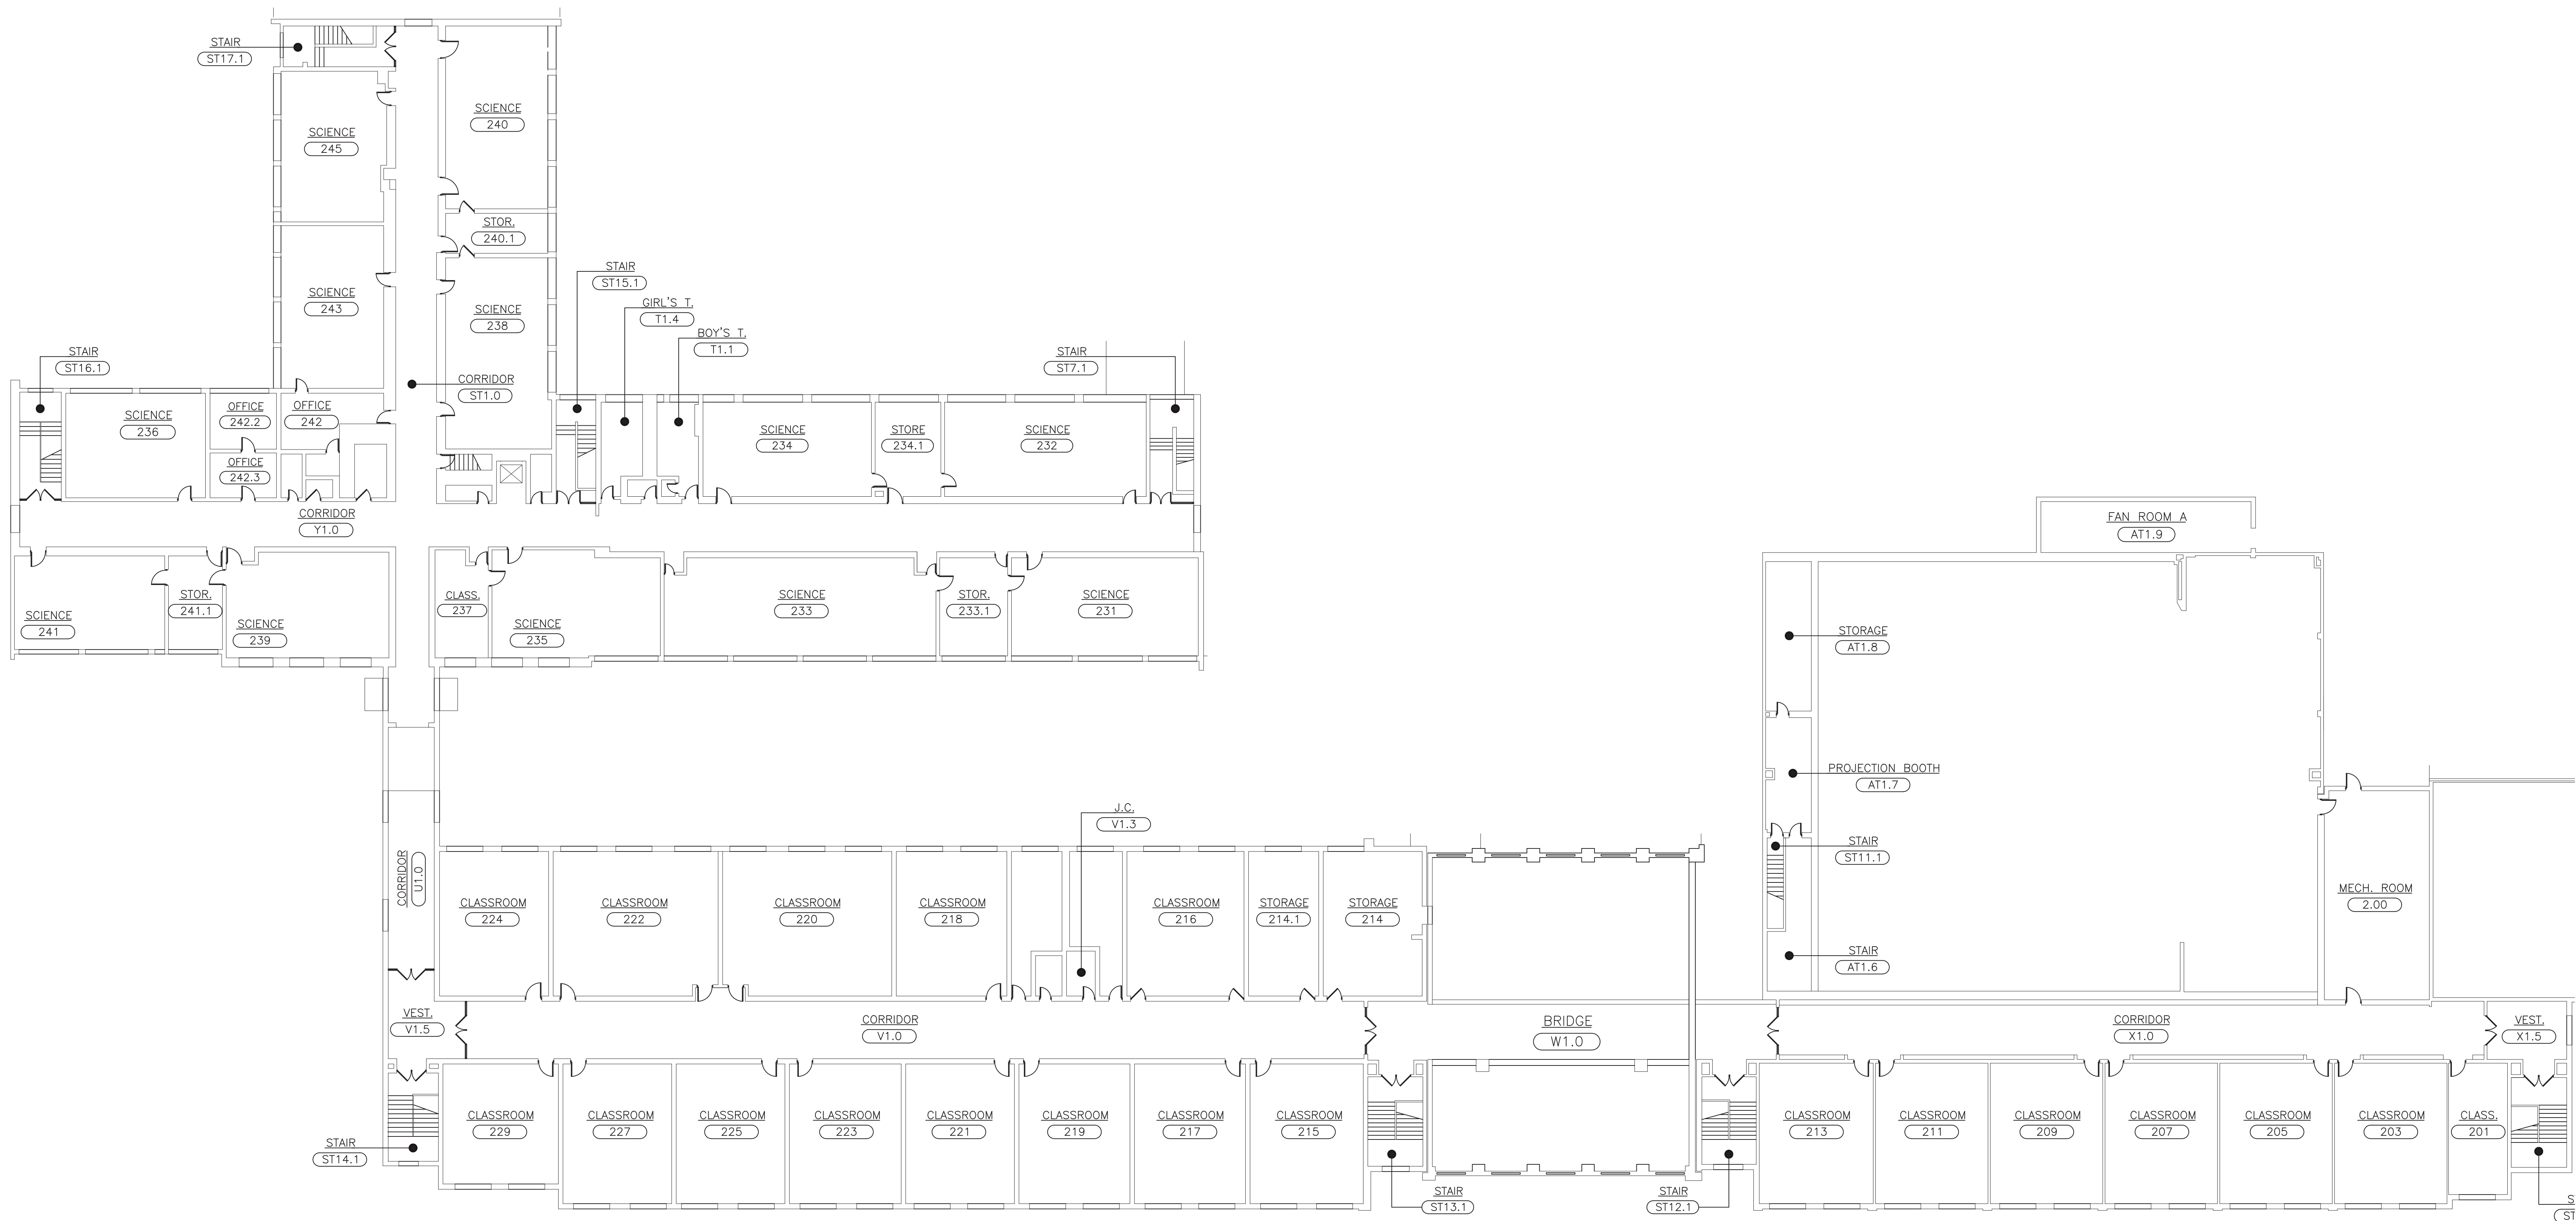 STAIR
ST17.1
SCIENCE
240
SCIENCE
245
STOR.
240.1
STAIR
ST15.1
SCIENCE
243
GIRL'S T.
T1.4
SCIENCE
238
BOY'S T.
T1.1
STAIR
ST16.1
STAIR
ST7.1
CORRIDOR
ST1.0
SCIENCE
236
OFFICE
242.2
OFFICE
242
SCIENCE
234
STORE
234.1
SCIENCE
232
OFFICE
242.3
CORRIDOR
Y1.0
FAN ROOM A
AT1.9
STOR.
241.1
CLASS.
237
SCIENCE
233
STOR.
233.1
SCIENCE
231
SCIENCE
241
SCIENCE
239
SCIENCE
235
STORAGE
AT1.8
PROJECTION BOOTH
AT1.7
J.C.
V1.3
STAIR
ST11.1
CORRIDOR
U1.0
CLASSROOM
224
CLASSROOM
222
CLASSROOM
220
CLASSROOM
218
CLASSROOM
216
STORAGE
214.1
STORAGE
214
MECH. ROOM
2.00
STAIR
AT1.6
VEST.
V1.5
CORRIDOR
V1.0
BRIDGE
W1.0
CORRIDOR
X1.0
VEST.
X1.5
CLASSROOM
229
CLASSROOM
227
CLASSROOM
225
CLASSROOM
223
CLASSROOM
221
CLASSROOM
219
CLASSROOM
217
CLASSROOM
215
CLASSROOM
213
CLASSROOM
211
CLASSROOM
209
CLASSROOM
207
CLASSROOM
205
CLASSROOM
203
CLASS.
201
STAIR
ST14.1
STAIR
ST13.1
STAIR
ST12.1